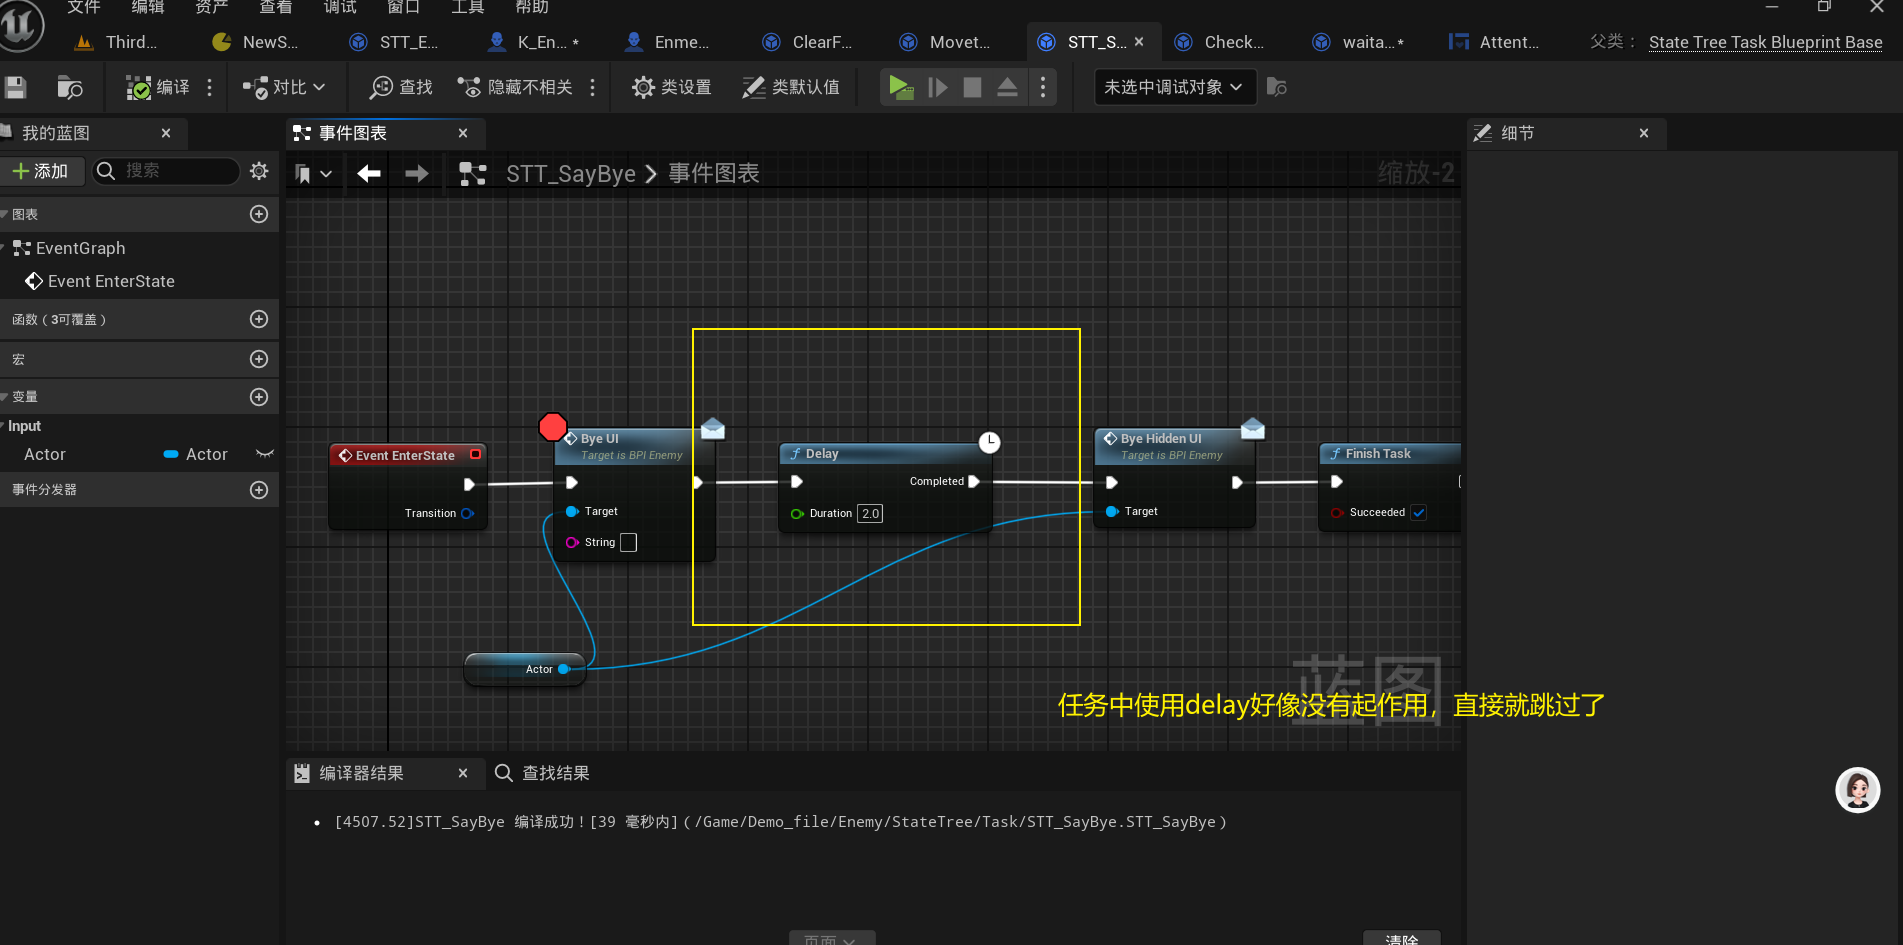 文件 编辑 资产 查看 调试 窗口 工具 帮助
Third... NewS... STT_E... K_En... * Enme... ClearF... Movet... STT_S... Check... waita...* Attent... 父类： State Tree Task Blueprint Base
编译 对比 查找 隐藏不相关 类设置 类默认值 未选中调试对象
我的蓝图 事件图表 细节
添加 搜索 STT_SayBye 事件图表 缩放-2
图表
EventGraph
Event EnterState
函数（3可覆盖）
宏
变量
Input
Actor Actor
事件分发器
Event EnterState
Transition
Bye UI
Target is BPI Enemy
Target
String
Delay
Completed
Duration 2.0
Bye Hidden UI
Target is BPI Enemy
Target
Finish Task
Succeeded
Actor
蓝图
任务中使用delay好像没有起作用，直接就跳过了
编译器结果 查找结果
[4507.52]STT_SayBye 编译成功！[39 毫秒内]（/Game/Demo_file/Enemy/StateTree/Task/STT_SayBye.STT_SayBye）
页面 清除